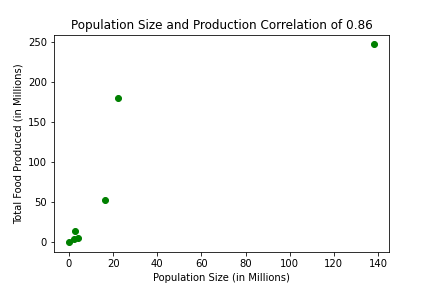 Population Size and Production Correlation of 0.86
Total Food Produced (in Millions)
250
200
150
100
50
0
0 20 40 60 80 100 120 140
Population Size (in Millions)